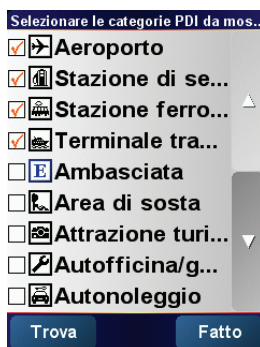 Selezionare le categorie PDI da mos..
Aeroporto
Stazione di se...
Stazione ferro...
Terminale tra...
E Ambasciata
Area di sosta
Attrazione turi...
Autofficina/g...
Autonoleggio
Trova Fatto